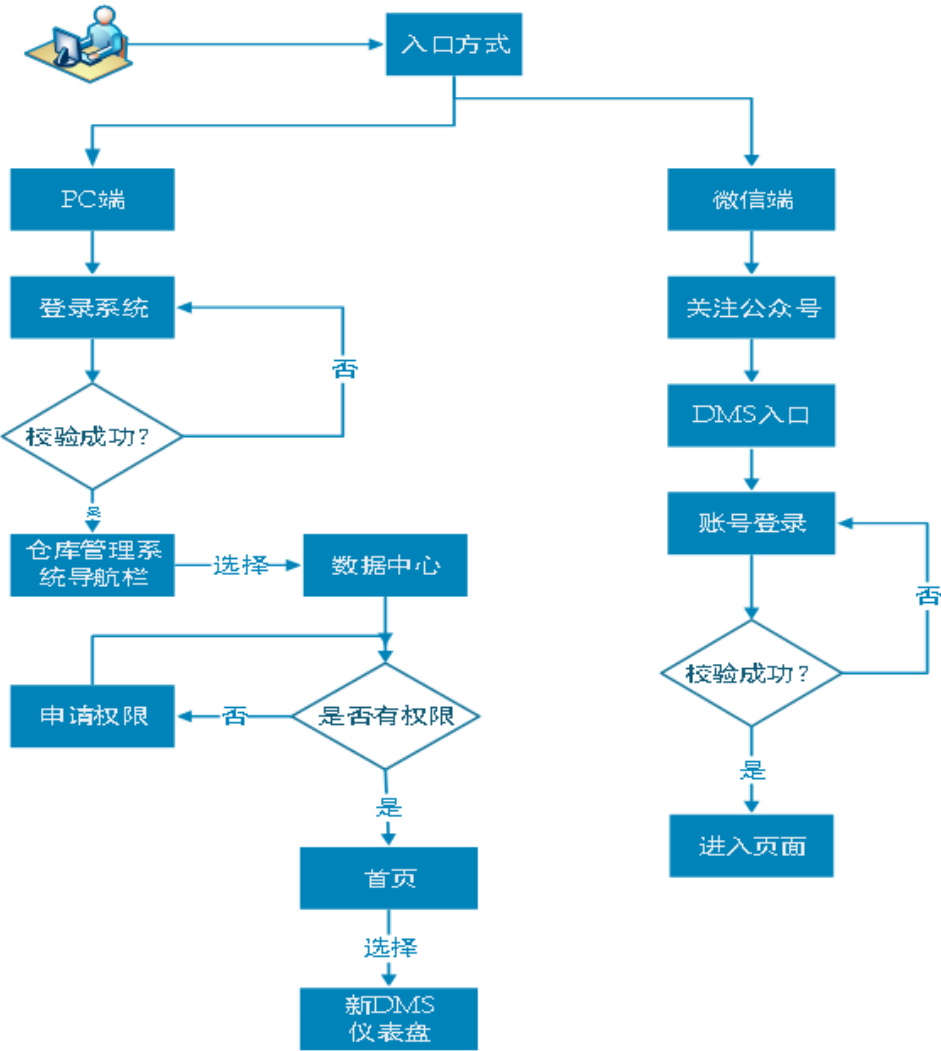 入口方式
PC端
微信端
登录系统
关注公众号
否
DMS入口
校验成功?
是
账号登录
仓库管理系
统导航栏
选择
数据中心
否
校验成功?
申请权限
否
是否有权限
是
是
进入页面
首页
选择
新DMS
仪表盘